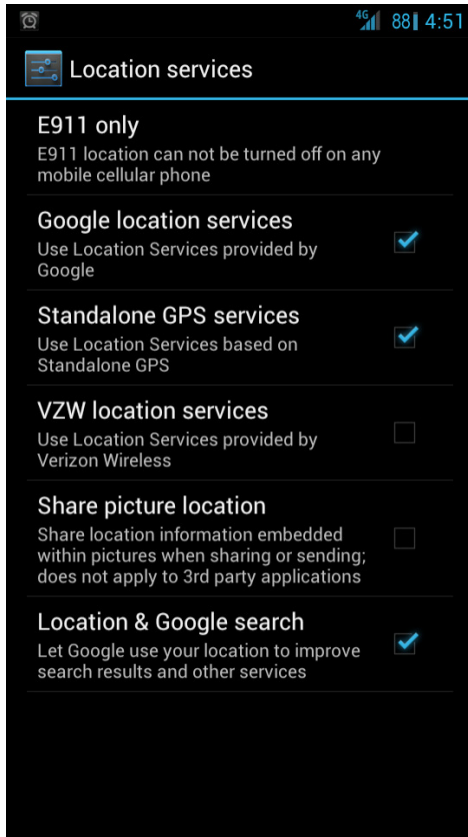 4G 88 4:51
Location services
E911 only
E911 location can not be turned off on any
mobile cellular phone
Google location services
Use Location Services provided by
Google
Standalone GPS services
Use Location Services based on
Standalone GPS
VZW location services
Use Location Services provided by
Verizon Wireless
Share picture location
Share location information embedded
within pictures when sharing or sending;
does not apply to 3rd party applications
Location & Google search
Let Google use your location to improve
search results and other services